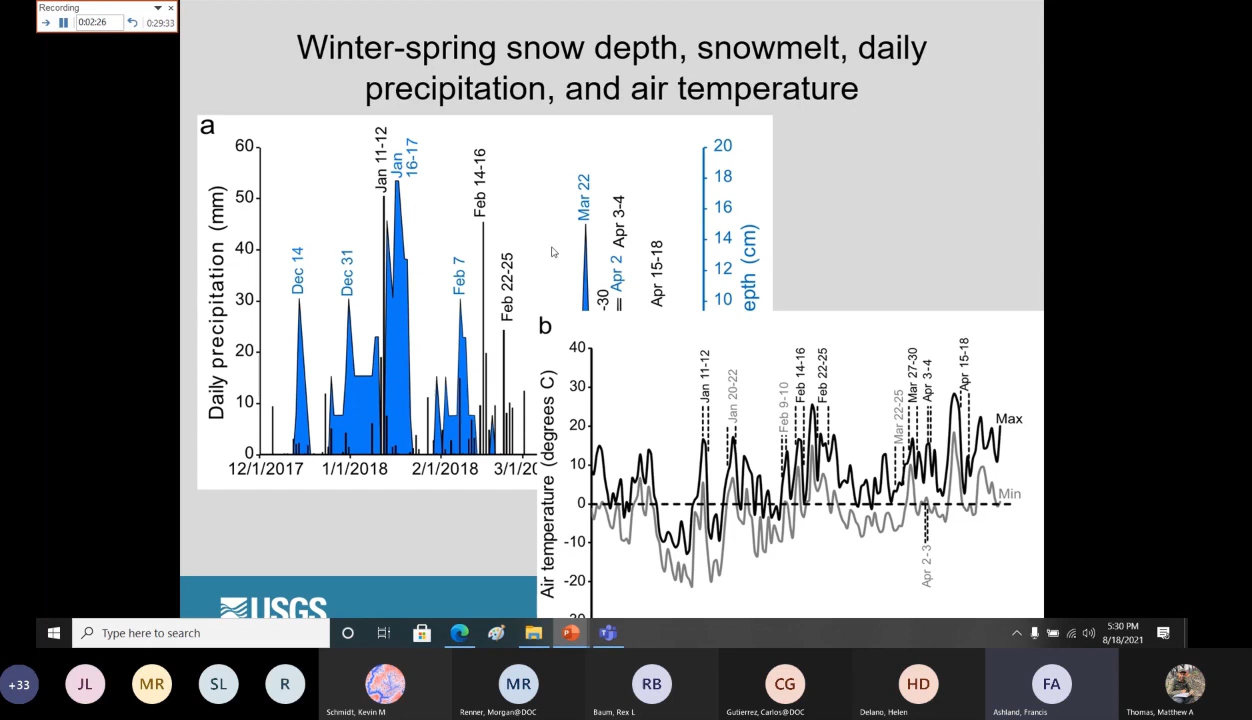 Recording
0:02:26
0:29:33
Winter-spring snow depth, snowmelt, daily
precipitation, and air temperature
a
Daily precipitation (mm)
60
50
40
30
20
10
0
12/1/2017
1/1/2018
2/1/2018
3/1/20
Dec 14
Dec 31
Jan 11-12
Jan
16-17
Feb 7
Feb 14-16
Feb 22-25
Mar 22
-30
Apr 2
Apr 3-4
Apr 15-18
20
18
16
14
12
10
epth (cm)
b
Air temperature (degrees C)
40
30
20
10
0
-10
-20
Jan 11-12
Jan 20-22
Feb 9-10
Feb 14-16
Feb 22-25
Mar 22-25
Mar 27-30
Apr 3-4
Apr 2-3
Apr 15-18
Max
Min
USGS
Type here to search
5:30 PM
8/18/2021
+33
JL
MR
SL
R
Schmidt, Kevin M
MR
Renner, Morgan@DOC
RB
Baum, Rex L
CG
Gutierrez, Carlos@DOC
HD
Delano, Helen
FA
Ashland, Francis
Thomas, Matthew A